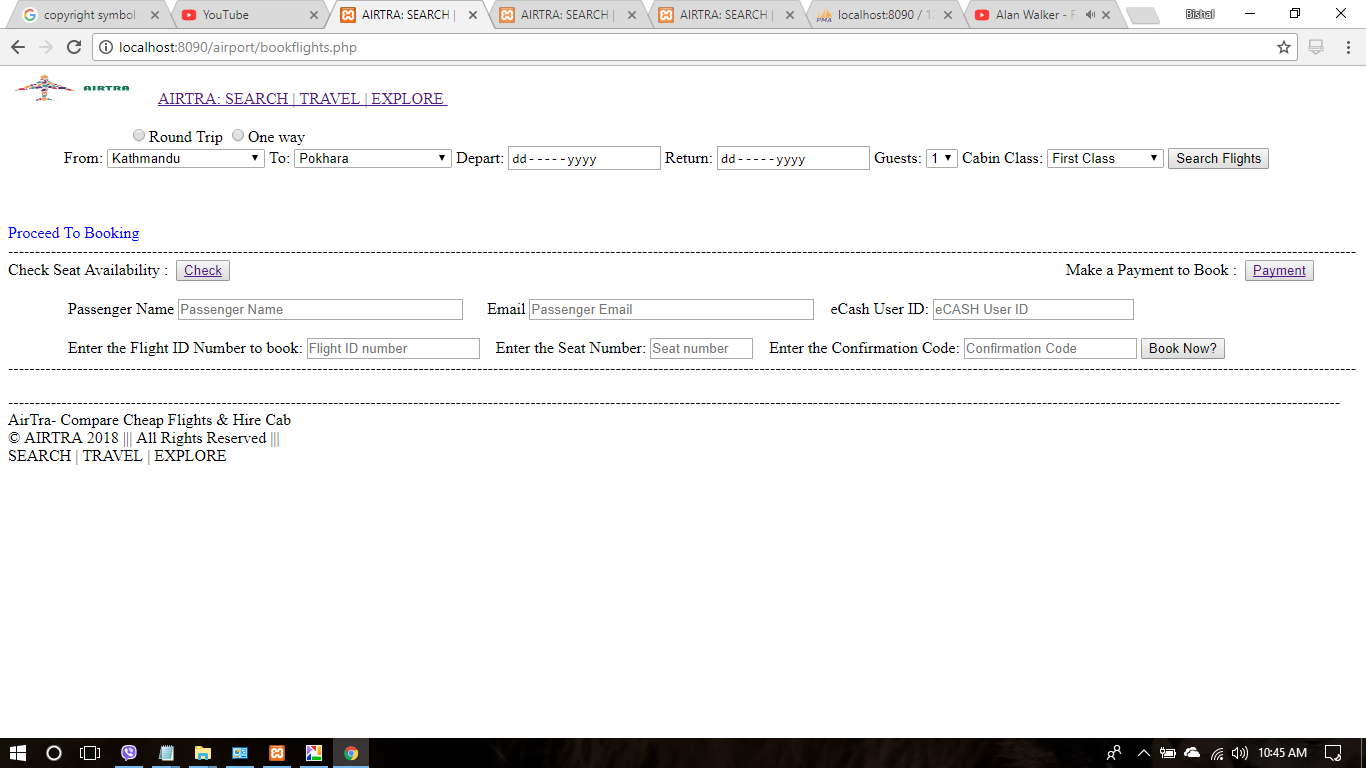 copyright symbol
YouTube
AIRTRA: SEARCH |
AIRTRA: SEARCH |
AIRTRA: SEARCH |
PMA localhost:8090 / 12
Alan Walker - F
Bishal
localhost:8090/airport/bookflights.php
AIRTRA AIRTRA: SEARCH | TRAVEL | EXPLORE
Round Trip One way
From: Kathmandu To: Pokhara Depart: dd-----yyyy Return: dd-----yyyy Guests: 1 Cabin Class: First Class Search Flights
Proceed To Booking
Check Seat Availability : Check Make a Payment to Book : Payment
Passenger Name Passenger Name Email Passenger Email eCash User ID: eCASH User ID
Enter the Flight ID Number to book: Flight ID number Enter the Seat Number: Seat number Enter the Confirmation Code: Confirmation Code Book Now?
AirTra- Compare Cheap Flights & Hire Cab
© AIRTRA 2018 ||| All Rights Reserved |||
SEARCH | TRAVEL | EXPLORE
10:45 AM